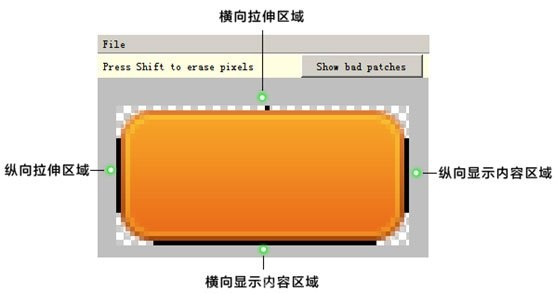 横向拉伸区域
File
Press Shift to erase pixels
Show bad patches
纵向拉伸区域
纵向显示内容区域
横向显示内容区域